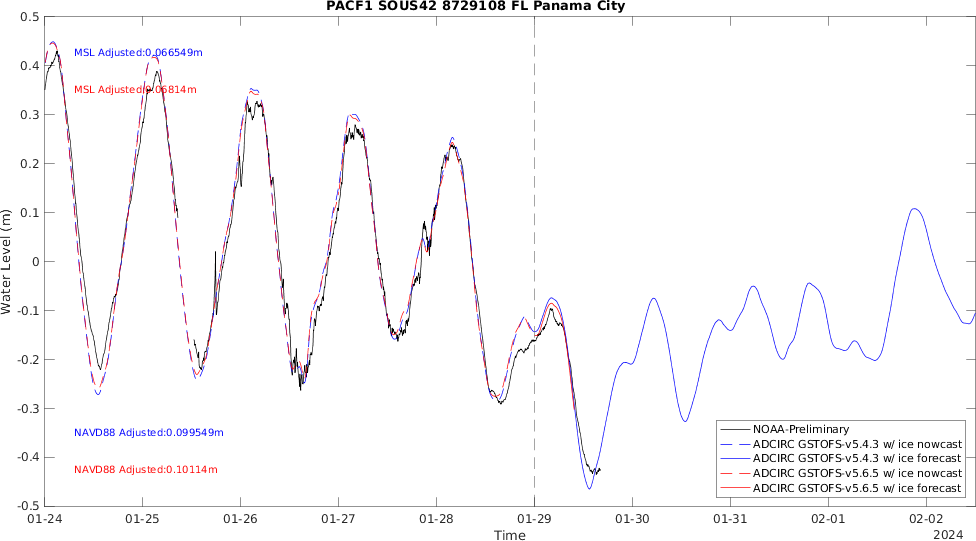 PACF1 SOUS42 8729108 FL Panama City
0.5
0.4
0.3
0.2
0.1
0
-0.1
-0.2
-0.3
-0.4
-0.5
Water Level (m)
MSL Adjusted:0.066549m
MSL Adjusted:0.06814m
NAVD88 Adjusted:0.099549m
NAVD88 Adjusted:0.10114m
NOAA-Preliminary
ADCIRC GSTOFS-v5.4.3 w/ ice nowcast
ADCIRC GSTOFS-v5.4.3 w/ ice forecast
ADCIRC GSTOFS-v5.6.5 w/ ice nowcast
ADCIRC GSTOFS-v5.6.5 w/ ice forecast
01-24 01-25 01-26 01-27 01-28 01-29 01-30 01-31 02-01 02-02
Time
2024